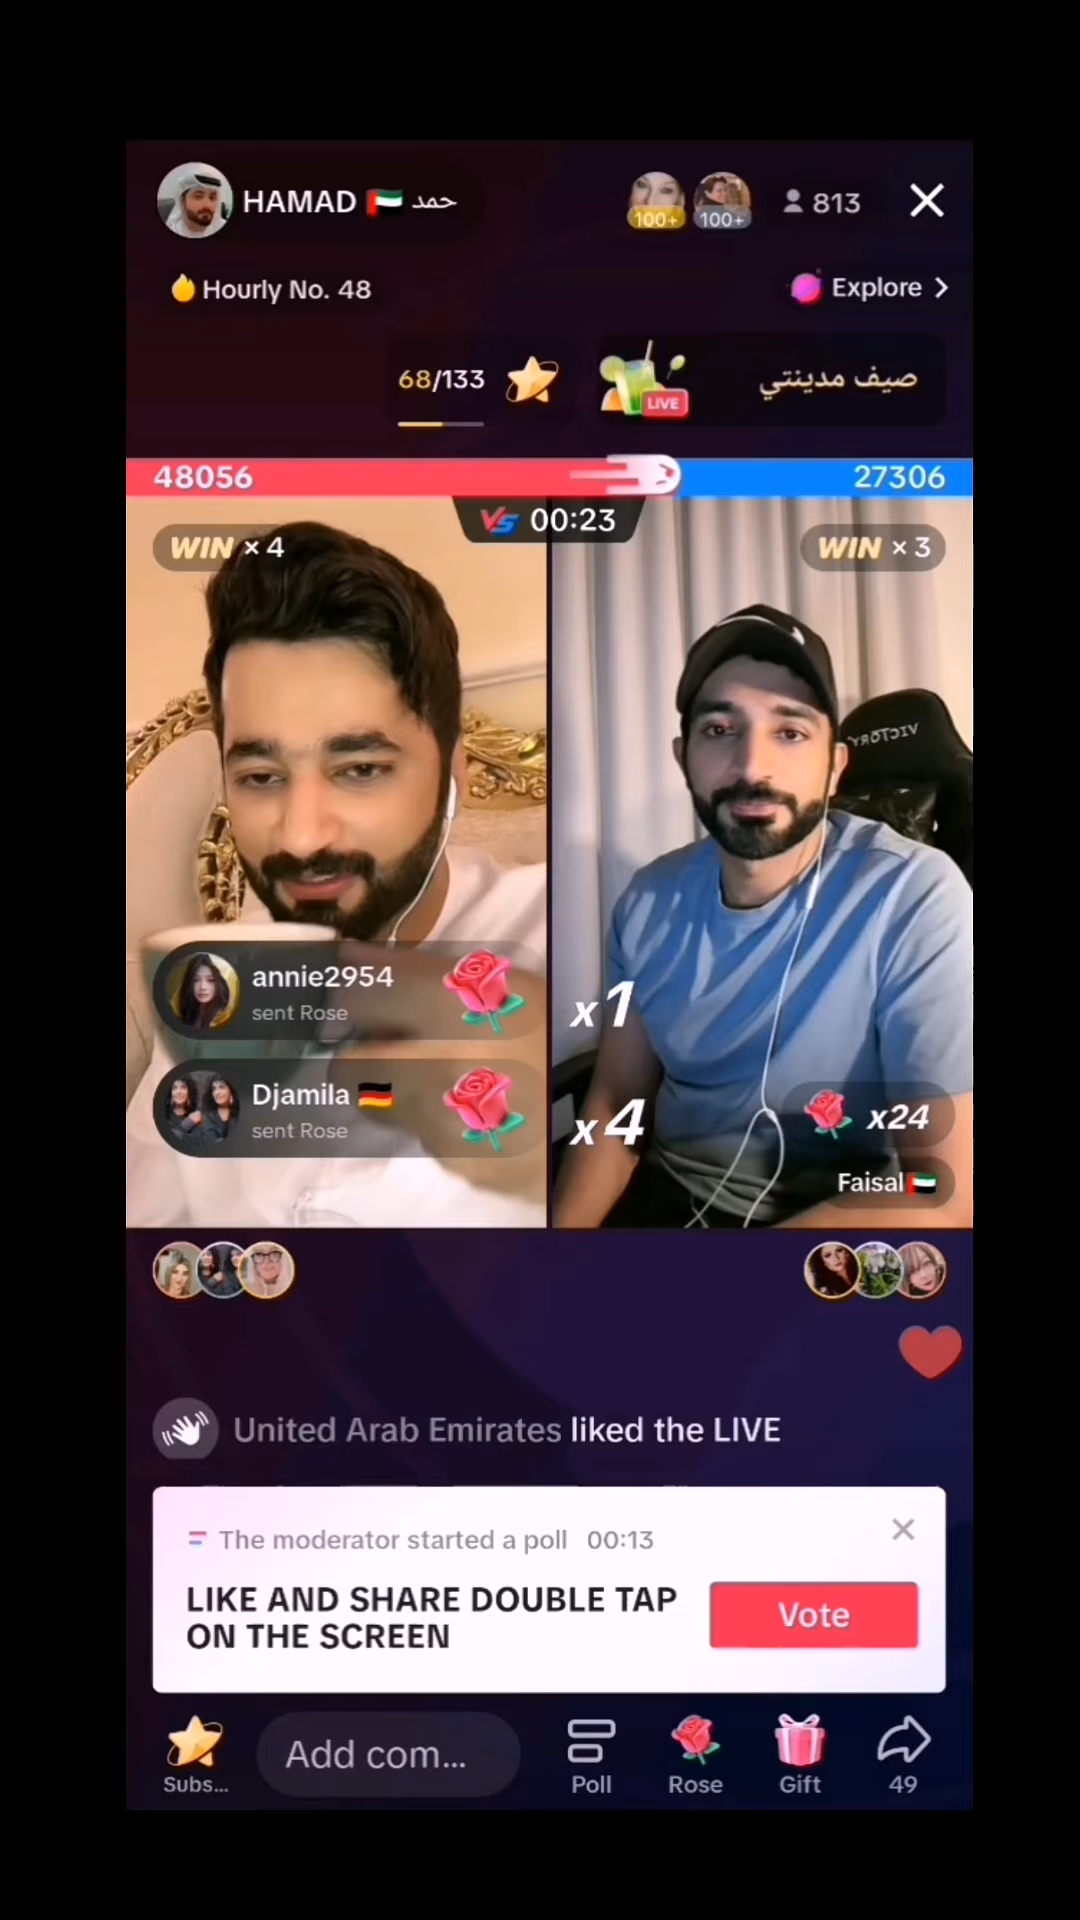 HAMAD 🇦🇪 حمد
100+
100+
813
Hourly No. 48
Explore >
68/133
LIVE
صيف مدينتي
48056
27306
VS 00:23
WIN × 4
WIN × 3
VICTORY
annie2954
sent Rose
x1
Djamila 🇩🇪
sent Rose
x4
x24
Faisal🇦🇪
United Arab Emirates liked the LIVE
The moderator started a poll 00:13
LIKE AND SHARE DOUBLE TAP
ON THE SCREEN
Vote
Subs...
Add com...
Poll
Rose
Gift
49